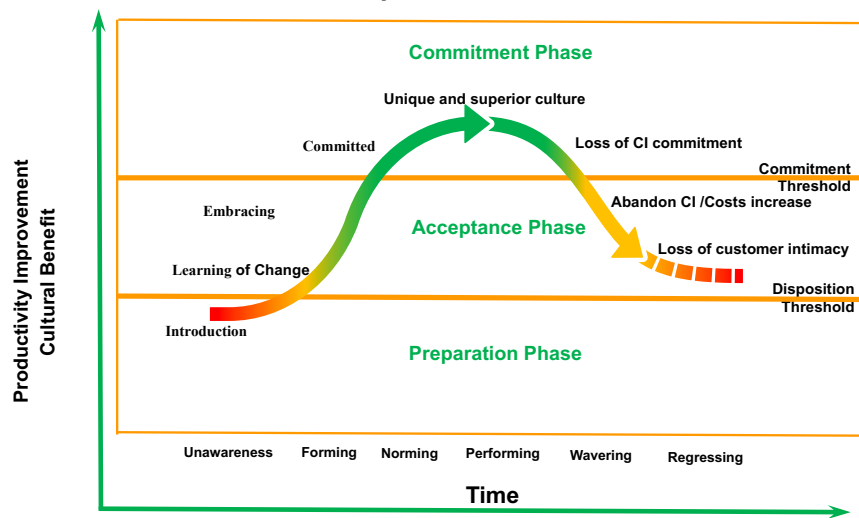 Commitment Phase
Unique and superior culture
Committed
Loss of CI commitment
Commitment
Threshold
Embracing
Abandon CI /Costs increase
Acceptance Phase
Loss of customer intimacy
Learning of Change
Disposition
Threshold
Introduction
Preparation Phase
Productivity Improvement
Cultural Benefit
Unawareness Forming Norming Performing Wavering Regressing
Time